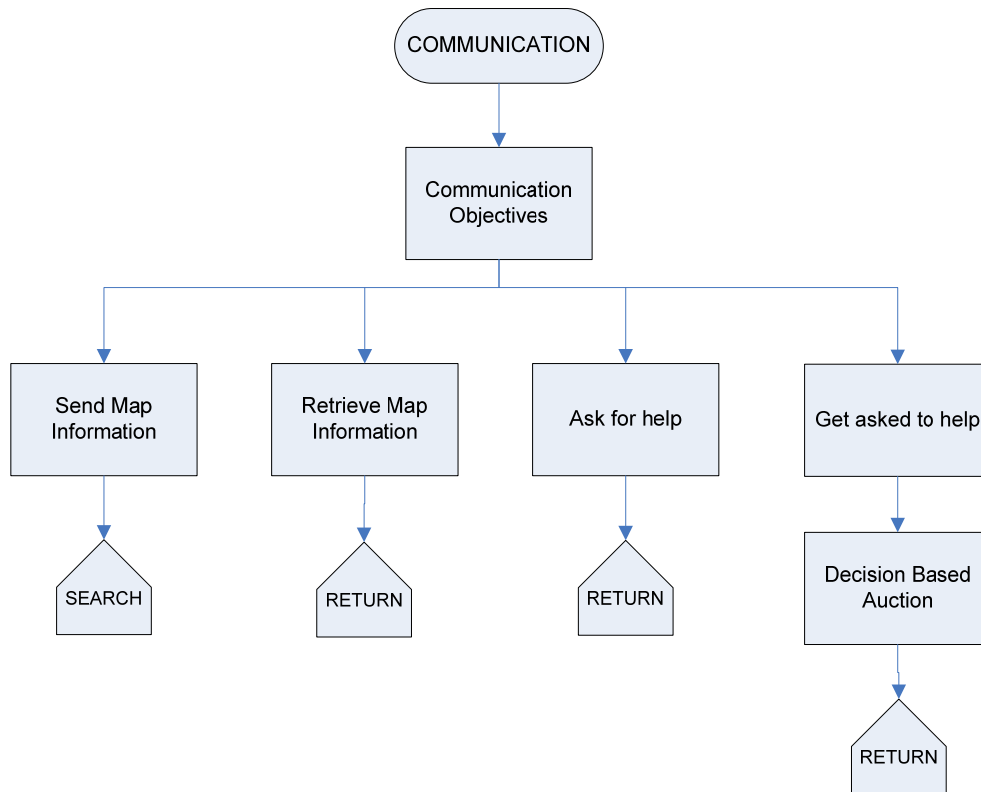 COMMUNICATION
Communication
Objectives
Send Map
Information
Retrieve Map
Information
Ask for help
Get asked to help
SEARCH
RETURN
RETURN
Decision Based
Auction
RETURN